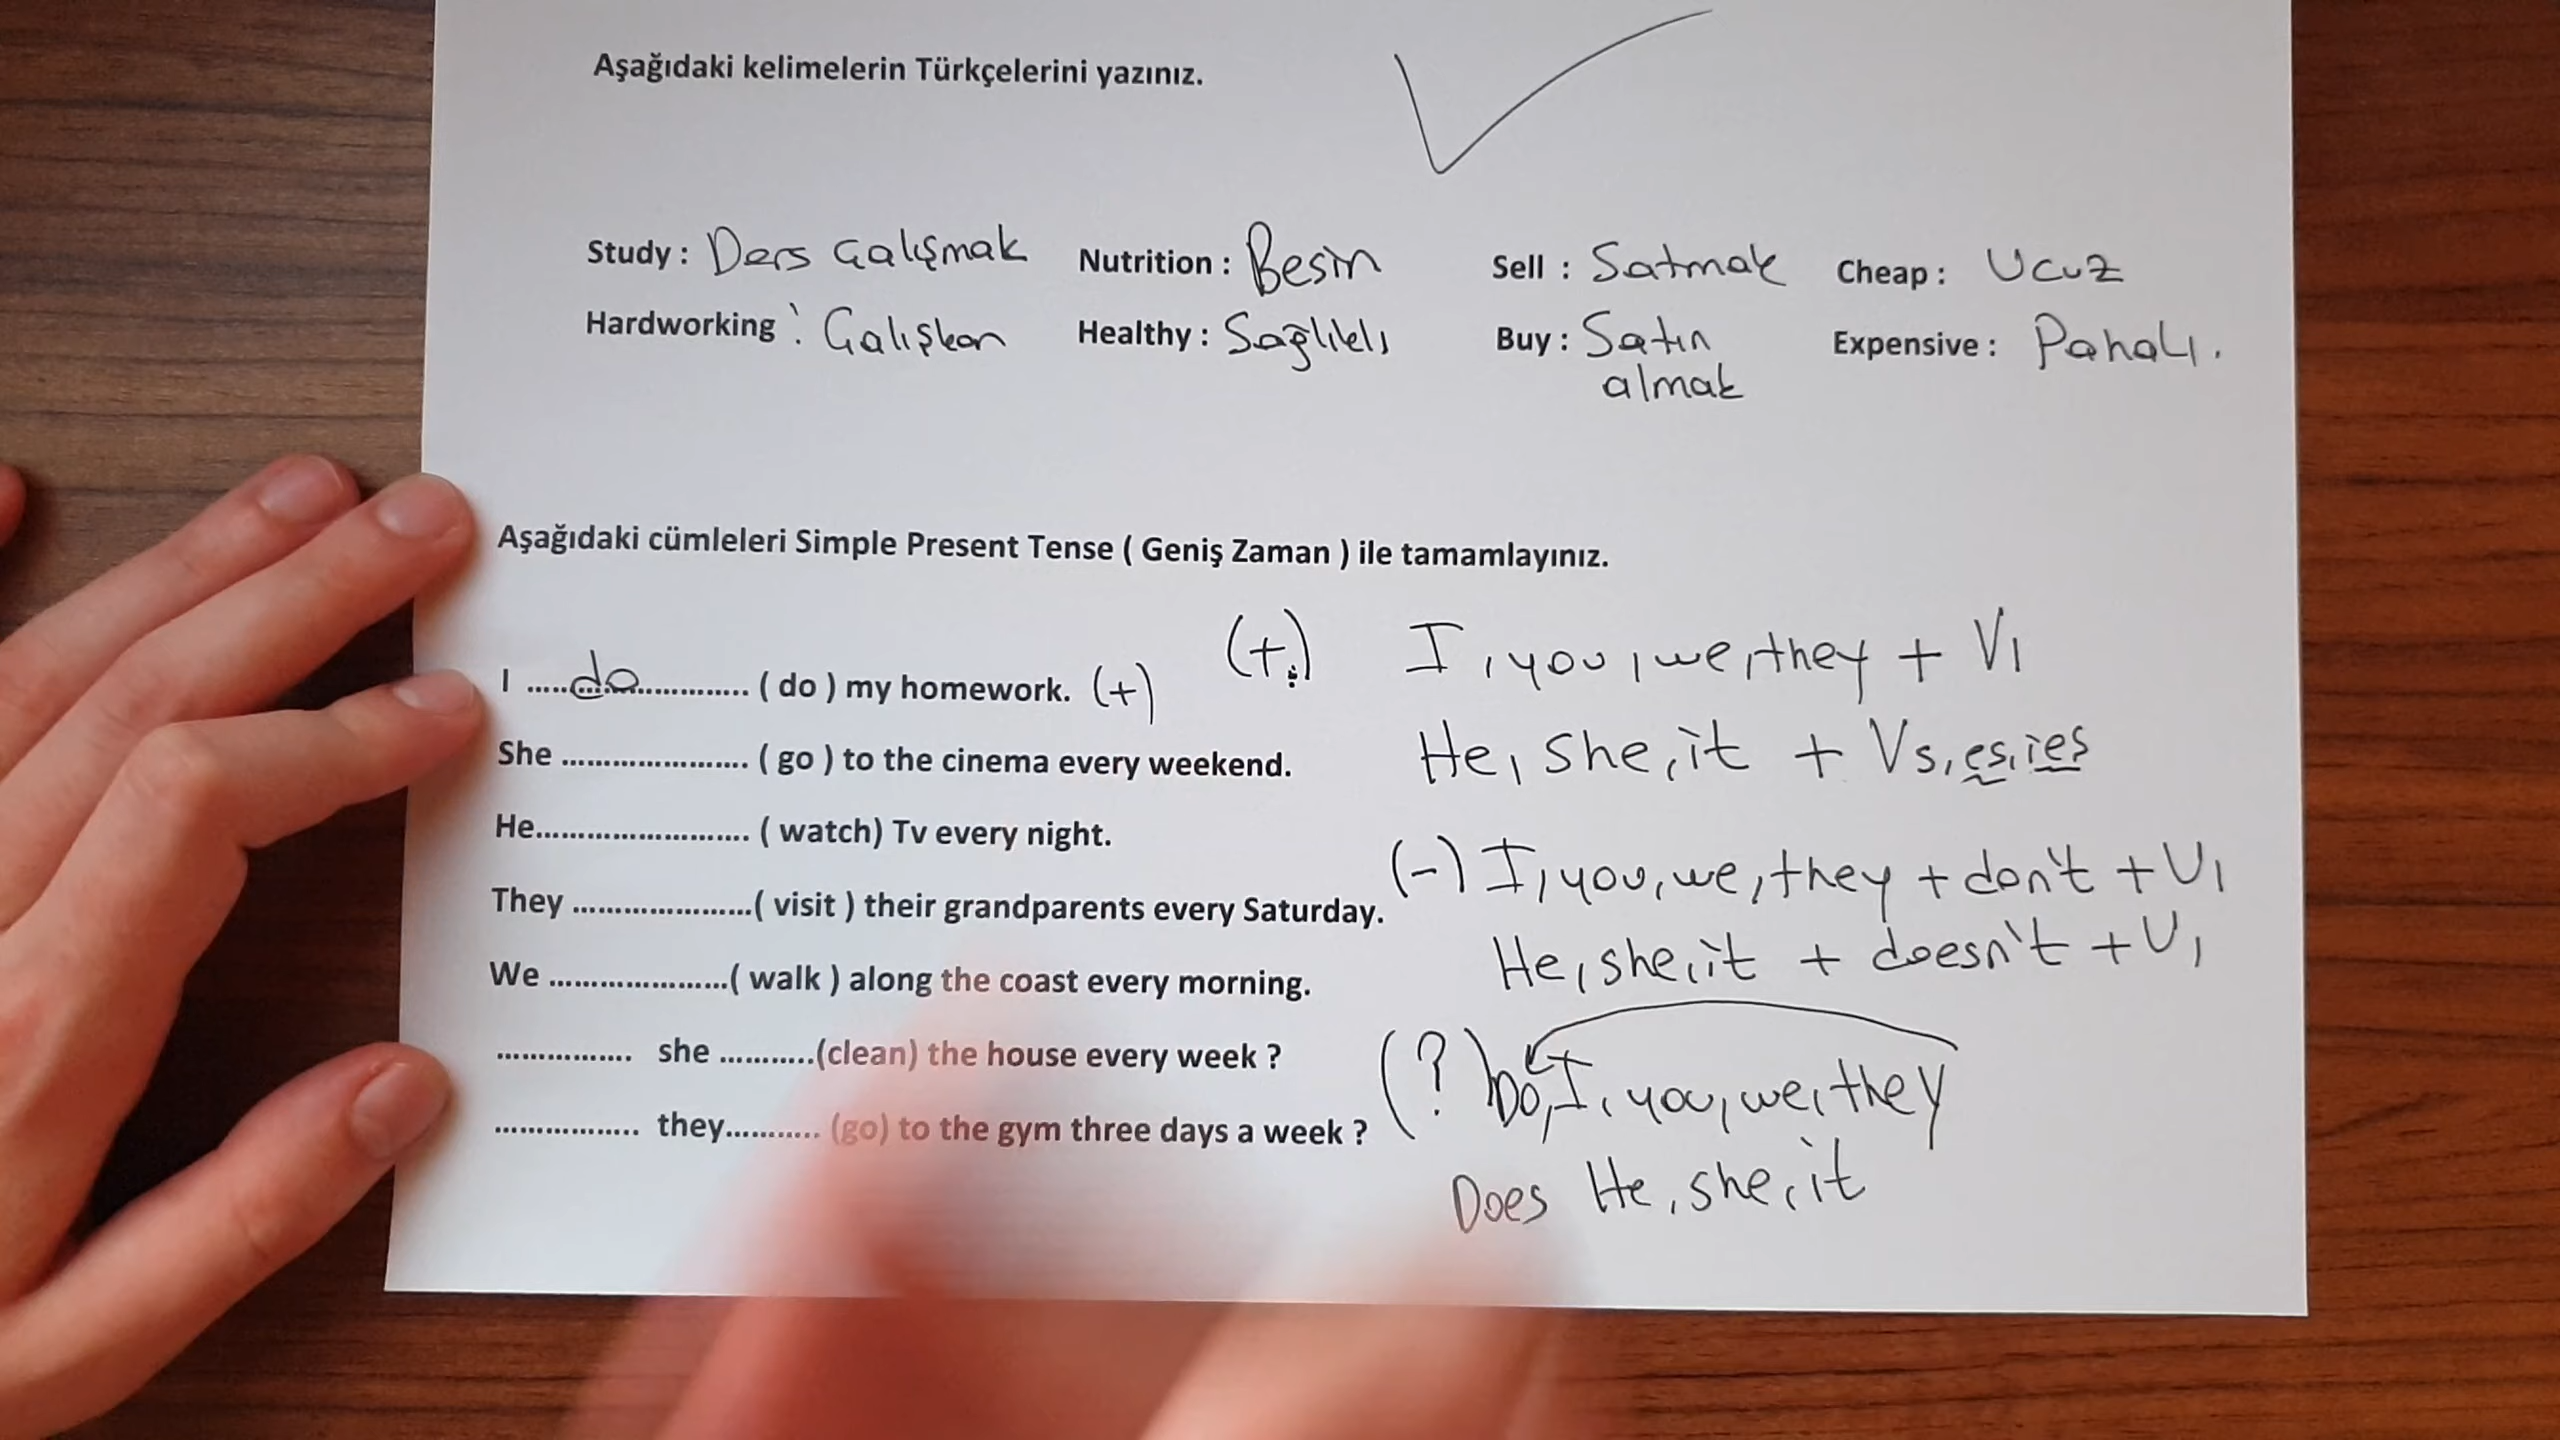 Aşağıdaki kelimelerin Türkçelerini yazınız.
Study : Ders Çalışmak Nutrition : Besin Sell : Satmak Cheap : Ucuz
Hardworking : Çalışkan Healthy : Sağlıklı Buy : Satın almak Expensive : Pahalı.
Aşağıdaki cümleleri Simple Present Tense ( Geniş Zaman ) ile tamamlayınız.
I .....do.............. ( do ) my homework. (+)
She ...................... ( go ) to the cinema every weekend.
He......................... ( watch) Tv every night.
They .....................( visit ) their grandparents every Saturday.
We .....................( walk ) along the coast every morning.
................ she ...........(clean) the house every week ?
................. they........... (go) to the gym three days a week ?
(+) I, you, we, they + V1
He, She, it + Vs, es, ies
(-) I, you, we, they + don't + V1
He, she, it + doesn't + V1
(?) Do, I, you, we, they
Does He, she, it